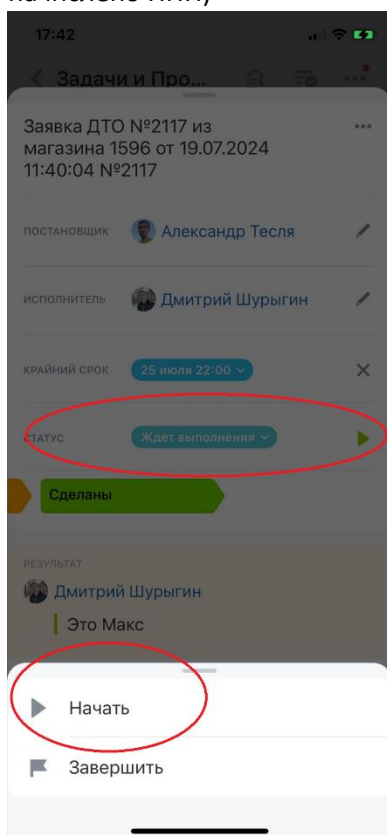 17:42
Задачи и Про...
Заявка ДТО №2117 из
магазина 1596 от 19.07.2024
11:40:04 №2117
ПОСТАНОВЩИК Александр Тесля
ИСПОЛНИТЕЛЬ Дмитрий Шурыгин
КРАЙНИЙ СРОК 25 июля 22:00
СТАТУС Ждет выполнения
Сделаны
РЕЗУЛЬТАТ
Дмитрий Шурыгин
Это Макс
Начать
Завершить